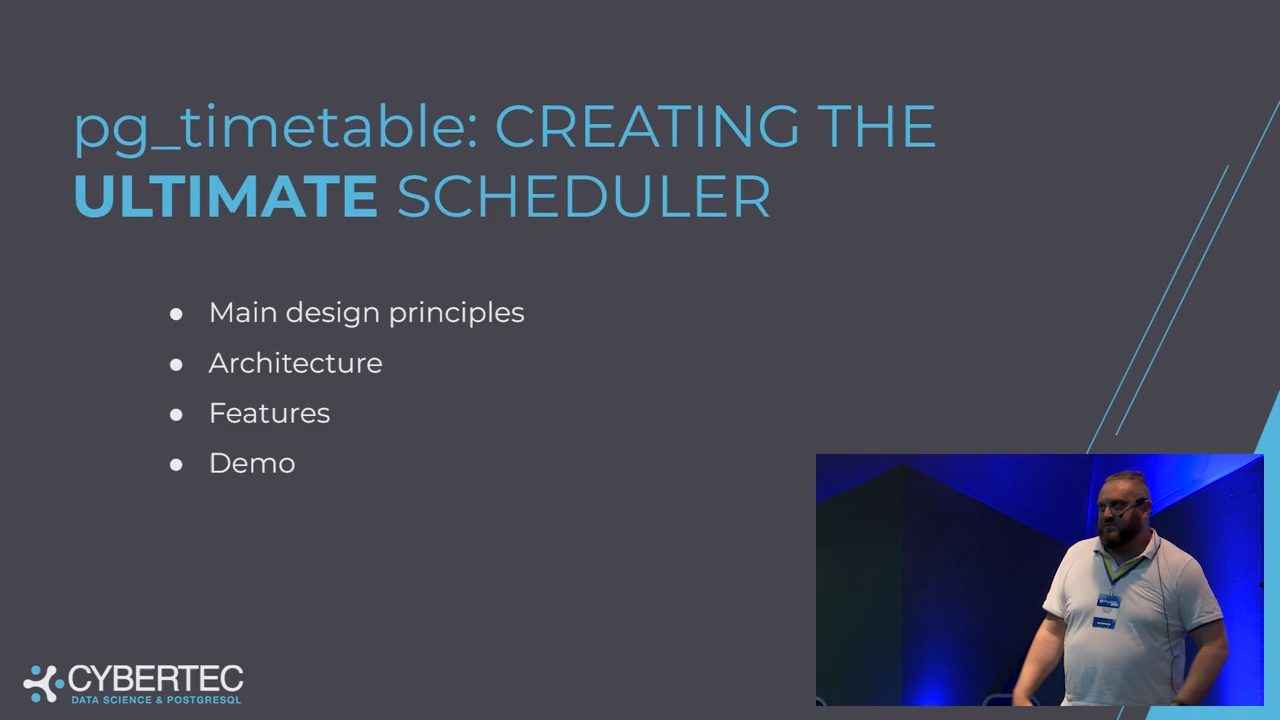 pg_timetable: CREATING THE
ULTIMATE SCHEDULER
● Main design principles
● Architecture
● Features
● Demo
CYBERTEC
DATA SCIENCE & POSTGRESQL